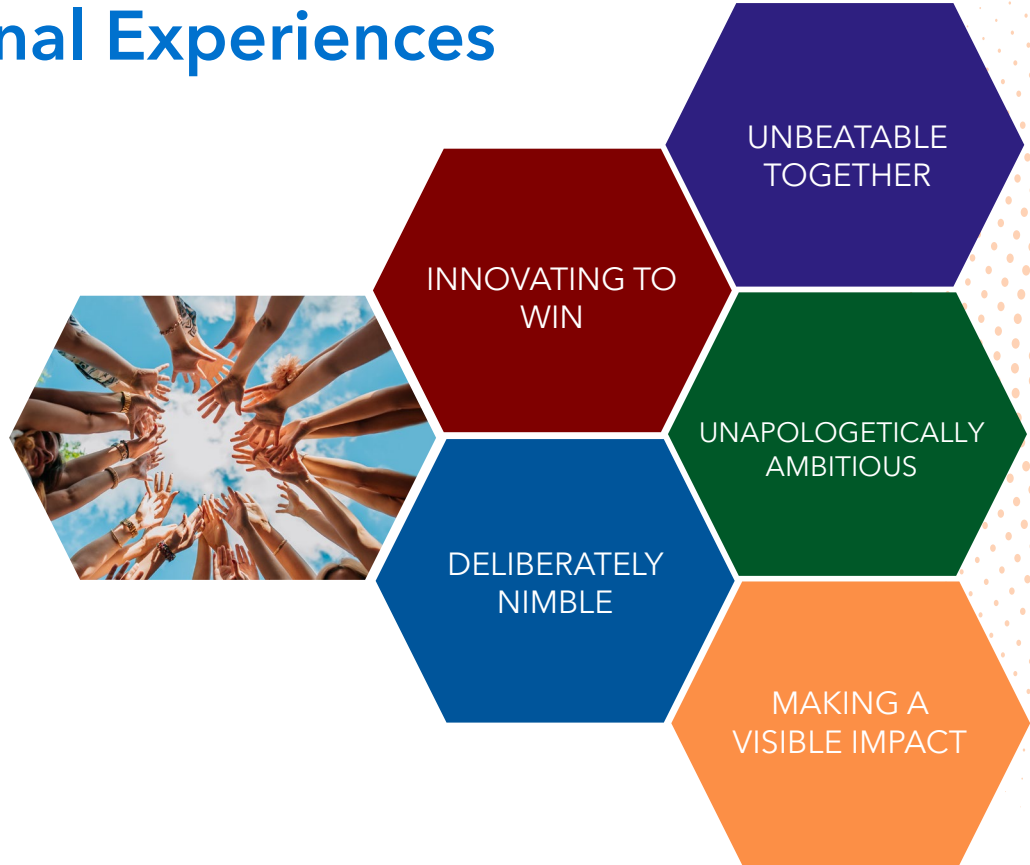 nal Experiences
UNBEATABLE
TOGETHER
INNOVATING TO
WIN
UNAPOLOGETICALLY
AMBITIOUS
DELIBERATELY
NIMBLE
MAKING A
VISIBLE IMPACT